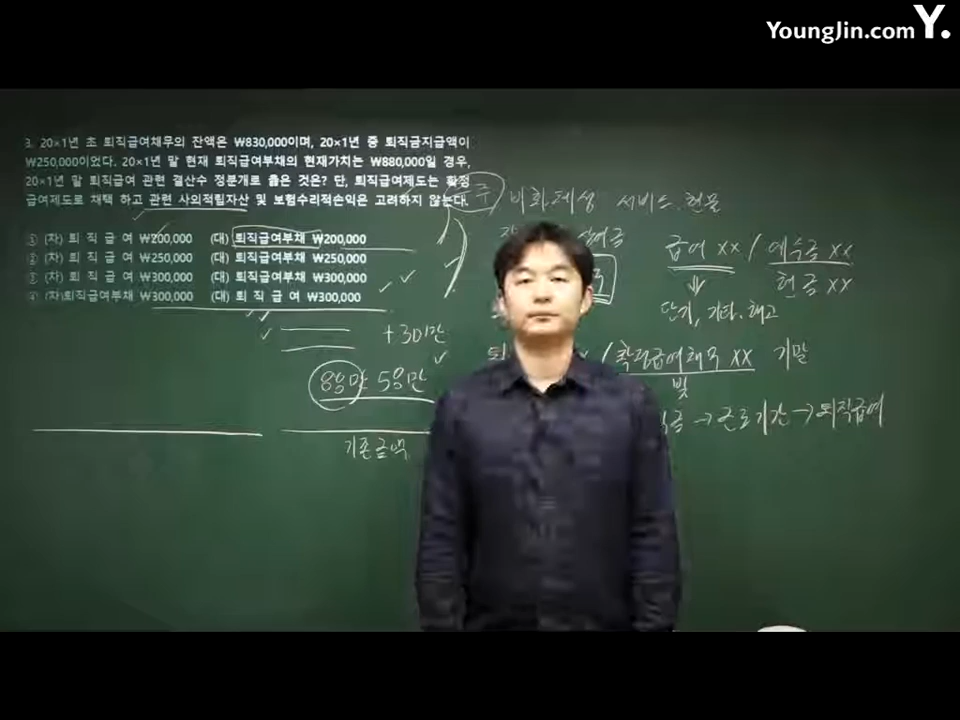 YoungJin.com Y.
3. 20×1년 초 퇴직급여채무의 잔액은 ₩830,000이며, 20×1년 중 퇴직금지급액이
₩250,000이었다. 20×1년 말 현재 퇴직급여부채의 현재가치는 ₩880,000일 경우,
20×1년 말 퇴직급여 관련 결산수정분개로 옳은 것은? 단, 퇴직급여제도는 확정
급여제도로 채택 하고 관련 사외적립자산 및 보험수리적손익은 고려하지 않는다.
① (차) 퇴 직 급 여 ₩200,000 (대) 퇴직급여부채 ₩200,000
② (차) 퇴 직 급 여 ₩250,000 (대) 퇴직급여부채 ₩250,000
③ (차) 퇴 직 급 여 ₩300,000 (대) 퇴직급여부채 ₩300,000
④ (차)퇴직급여부채 ₩300,000 (대) 퇴 직 급 여 ₩300,000
+30만
88만 58만
기존금액
비화폐성 서비스.현물
급여 xx / 예수금 xx
현금 xx
단기, 기타. 해고
/ 확정급여채무 xx 기말
빚
→ 근로기간 → 퇴직급여